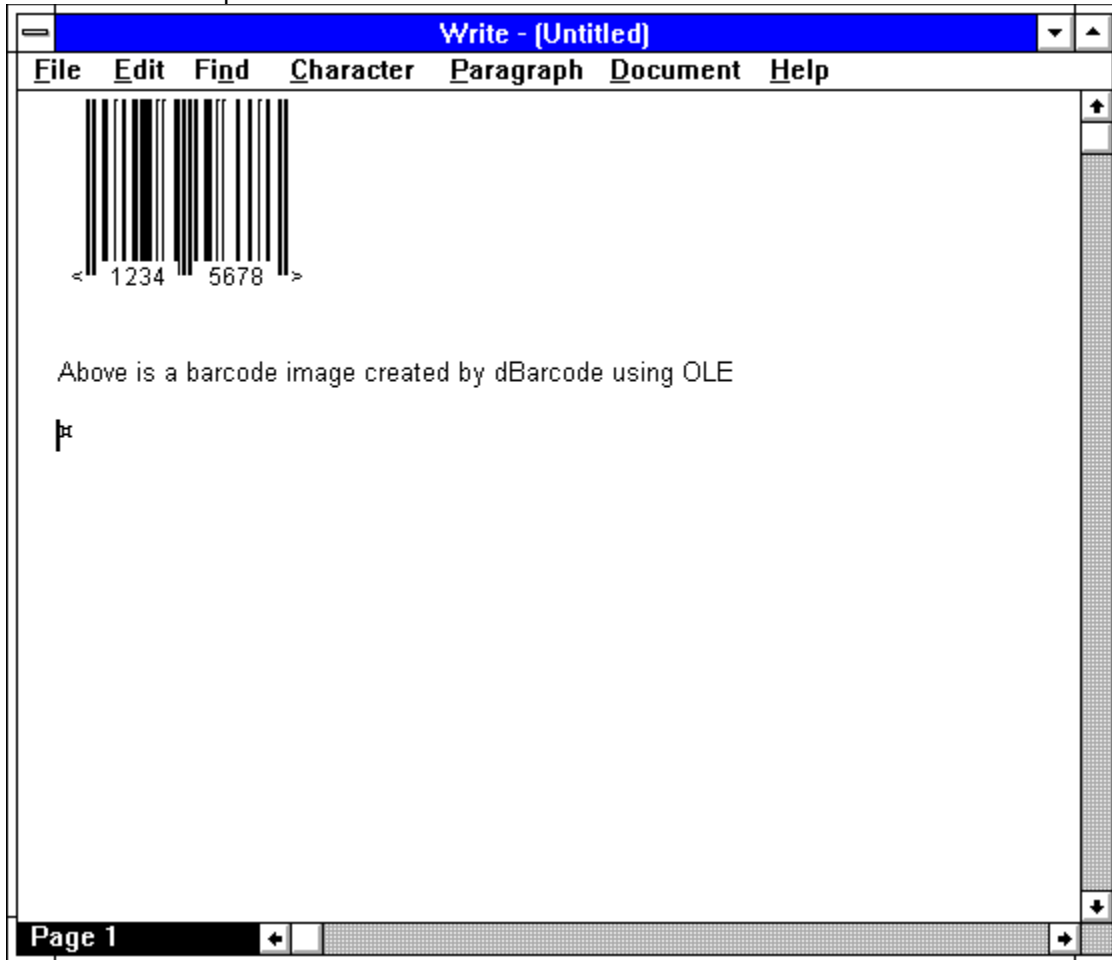 Write - (Untitled)
File Edit Find Character Paragraph Document Help
< 1234 5678 >
Above is a barcode image created by dBarcode using OLE
¤
Page 1